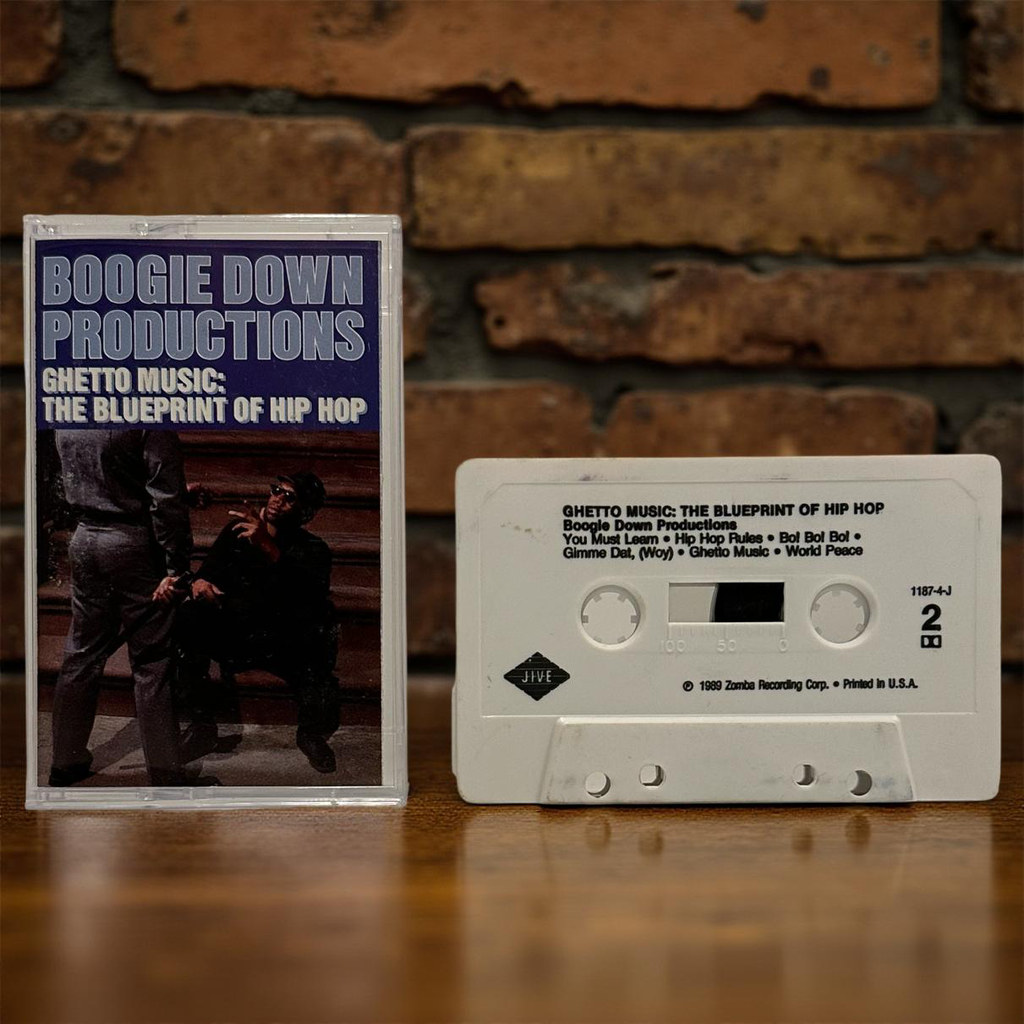 BOOGIE DOWN
PRODUCTIONS
GHETTO MUSIC:
THE BLUEPRINT OF HIP HOP
GHETTO MUSIC: THE BLUEPRINT OF HIP HOP
Boogie Down Productions
You Must Learn • Hip Hop Rules • Bo! Bo! Bo! •
Gimme Dat, (Woy) • Ghetto Music • World Peace
1187-4-J
2
100 50 0
JIVE
℗ 1989 Zomba Recording Corp. • Printed in U.S.A.